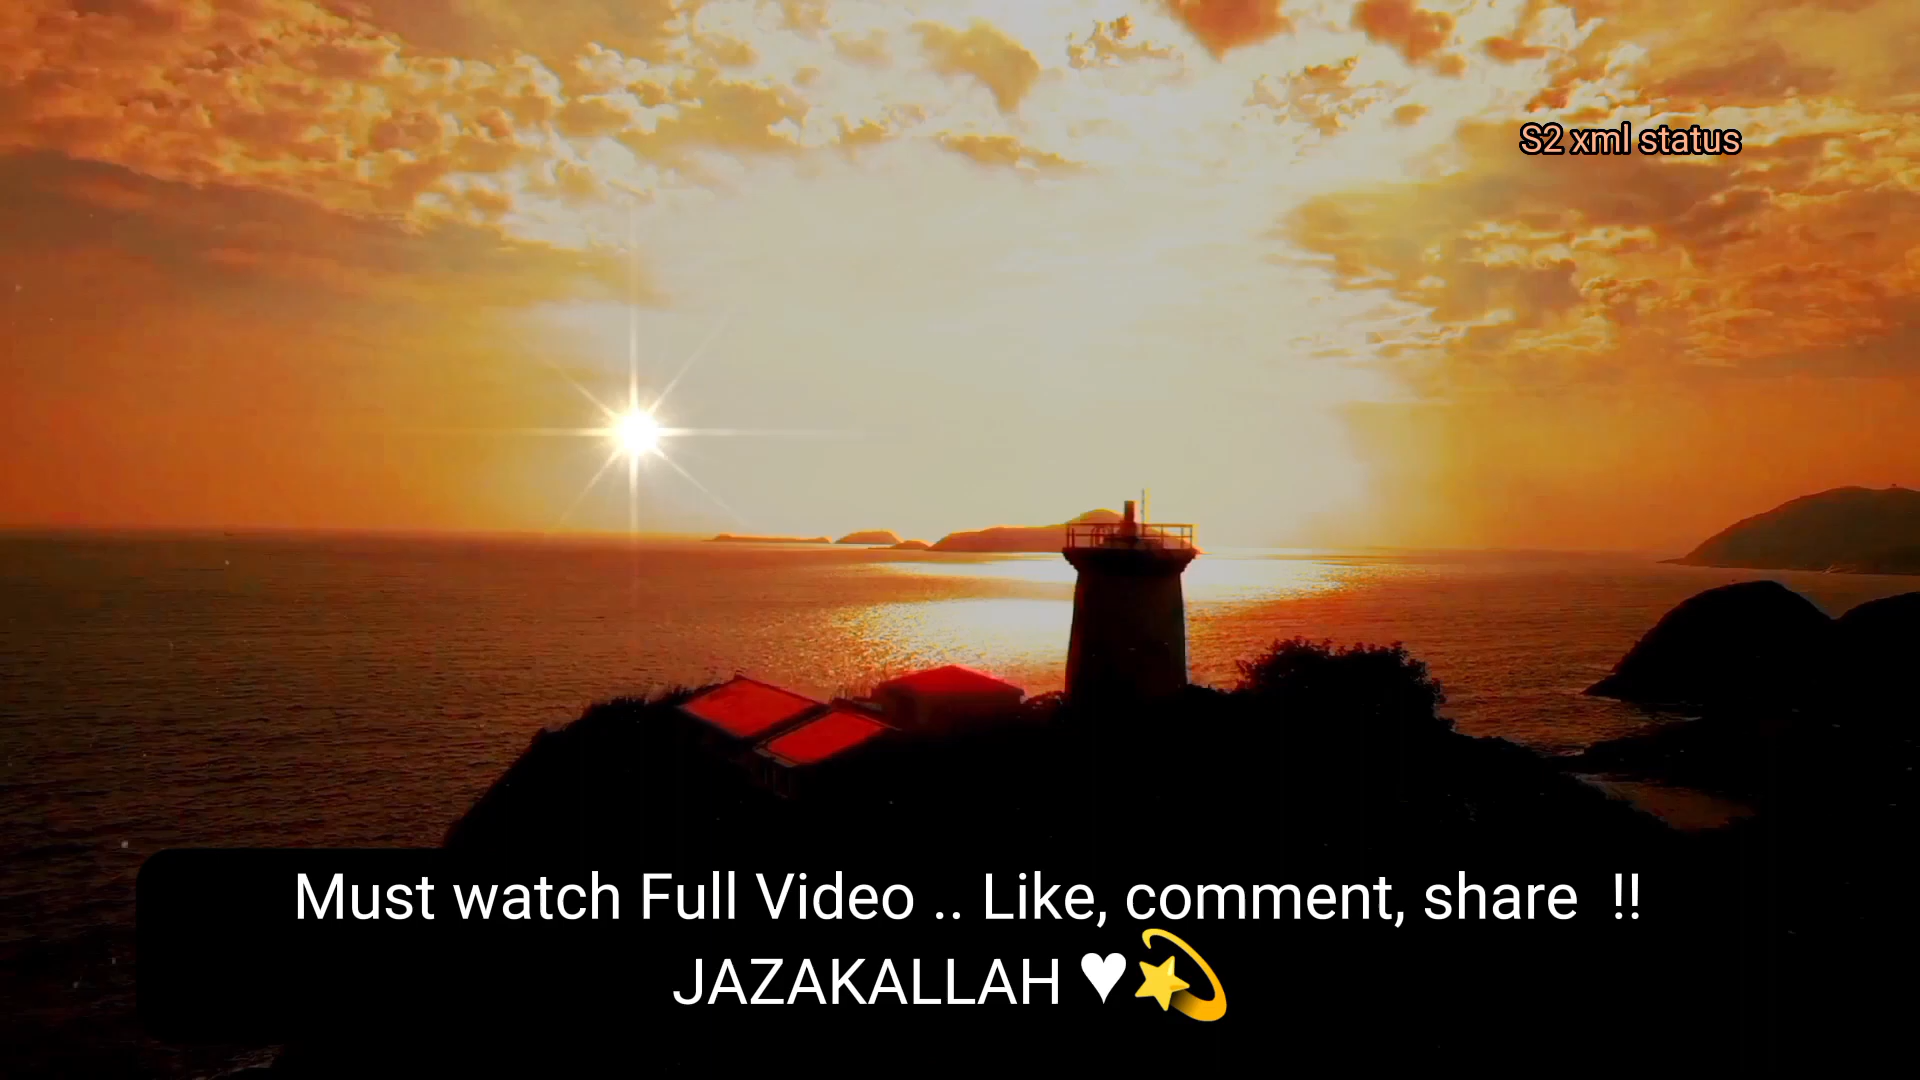 S2 xml status
Must watch Full Video .. Like, comment, share  !!
JAZAKALLAH ♥💫